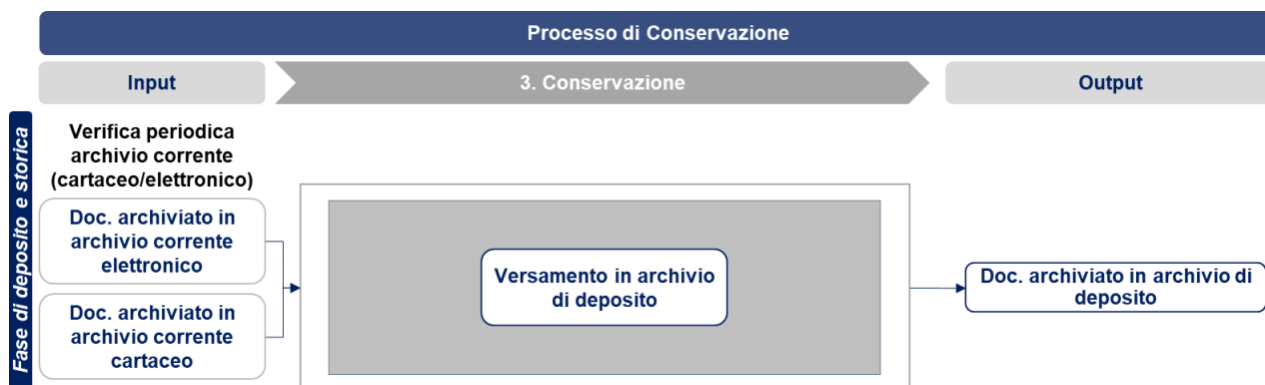 Processo di Conservazione
Input
3. Conservazione
Output
Fase di deposito e storica
Verifica periodica
archivio corrente
(cartaceo/elettronico)
Doc. archiviato in
archivio corrente
elettronico
Doc. archiviato in
archivio corrente
cartaceo
Versamento in archivio
di deposito
Doc. archiviato in archivio di
deposito